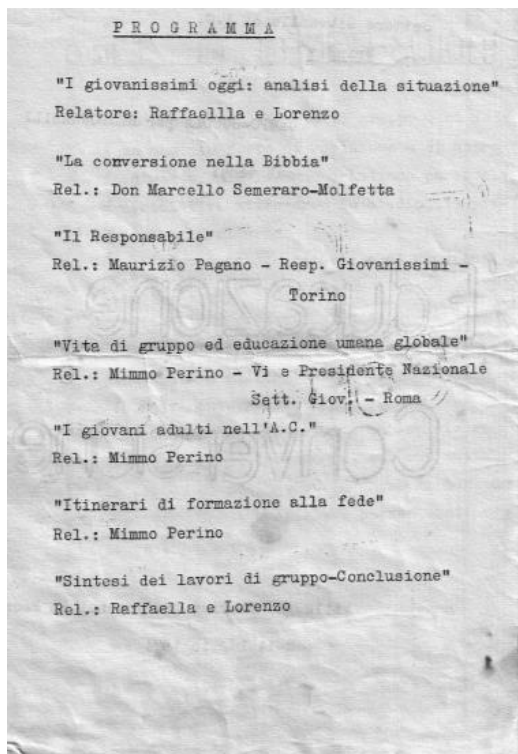 P R O G R A M M A
"I giovanissimi oggi: analisi della situazione"
Relatore: Raffaellla e Lorenzo
"La conversione nella Bibbia"
Rel.: Don Marcello Semeraro-Molfetta
"Il Responsabile"
Rel.: Maurizio Pagano - Resp. Giovanissimi -
Torino
"Vita di gruppo ed educazione umana globale"
Rel.: Mimmo Perino - Vi e Presidente Nazionale
Sett. Giov. - Roma
"I giovani adulti nell'A.C."
Rel.: Mimmo Perino
"Itinerari di formazione alla fede"
Rel.: Mimmo Perino
"Sintesi dei lavori di gruppo-Conclusione"
Rel.: Raffaella e Lorenzo